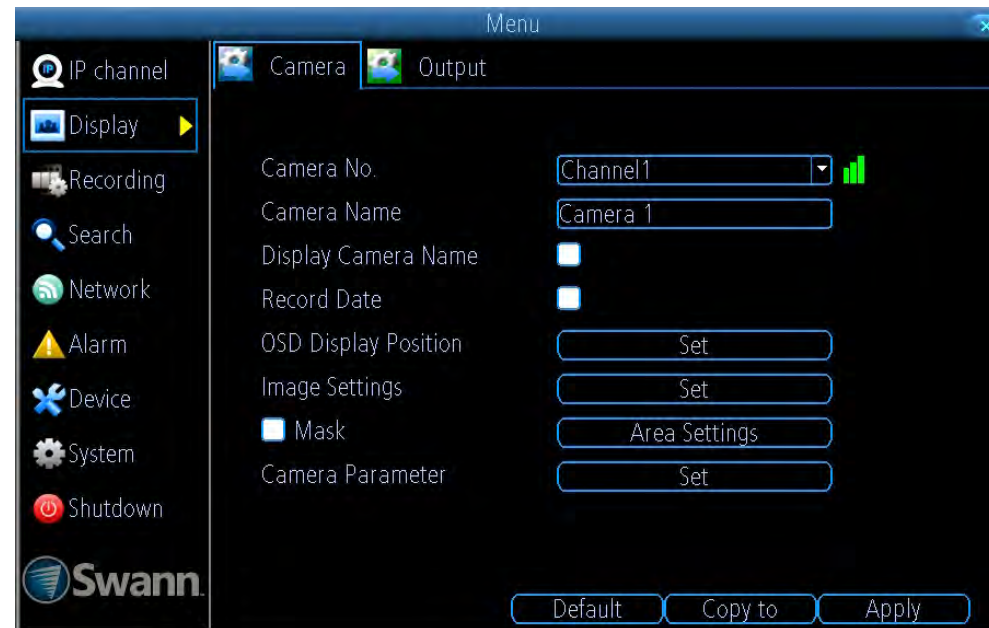 Menu
IP channel
Display
Recording
Search
Network
Alarm
Device
System
Shutdown
Swann
Camera Output
Camera No. Channel1
Camera Name Camera 1
Display Camera Name
Record Date
OSD Display Position Set
Image Settings Set
Mask Area Settings
Camera Parameter Set
Default Copy to Apply